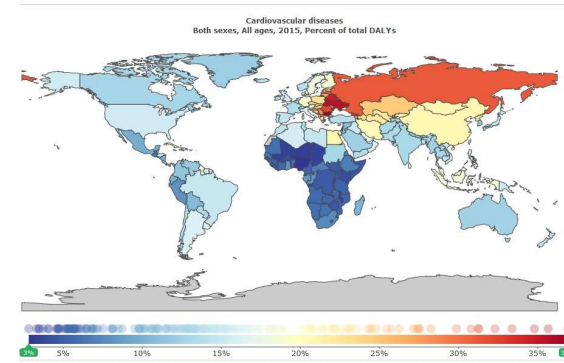 Cardiovascular diseases
Both sexes, All ages, 2015, Percent of total DALYs
3% 5% 10% 15% 20% 25% 30% 35%